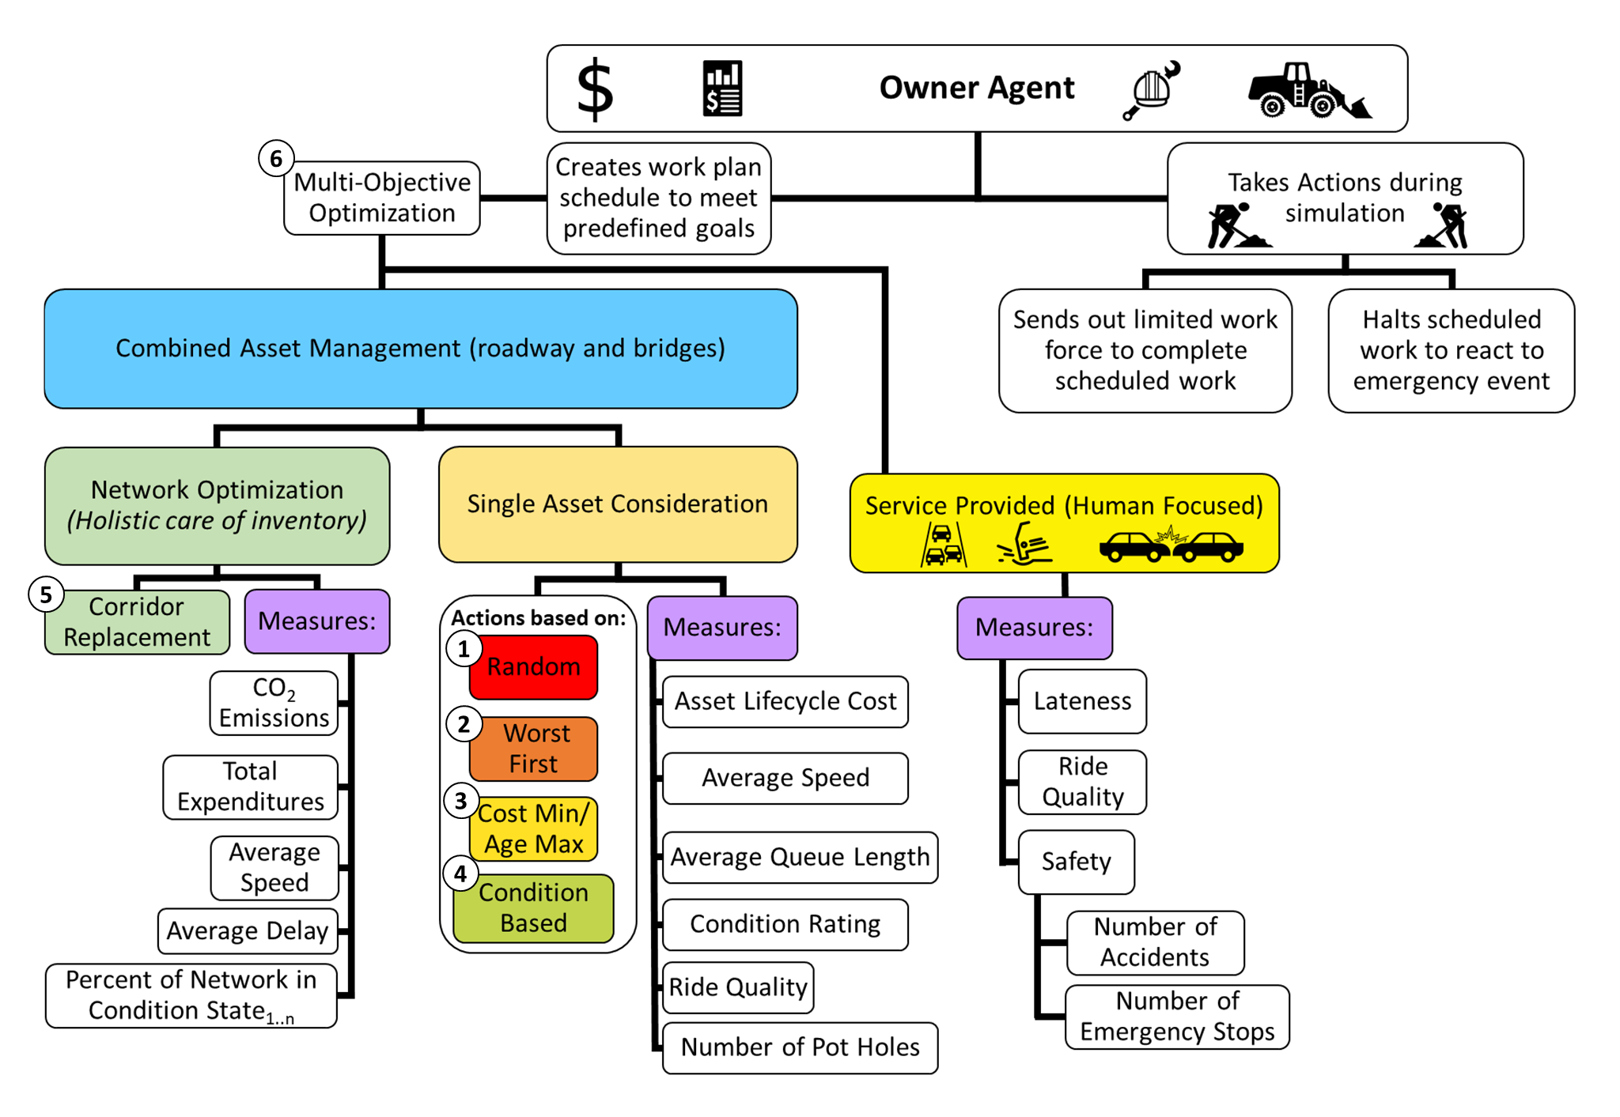 $
$
Owner Agent
6
Multi-Objective
Optimization
Creates work plan
schedule to meet
predefined goals
Takes Actions during
simulation
Sends out limited work
force to complete
scheduled work
Halts scheduled
work to react to
emergency event
Combined Asset Management (roadway and bridges)
Network Optimization
(Holistic care of inventory)
Single Asset Consideration
Service Provided (Human Focused)
5
Corridor
Replacement
Measures:
CO₂
Emissions
Total
Expenditures
Average
Speed
Average Delay
Percent of Network in
Condition State₁..ₙ
Actions based on:
1
Random
2
Worst
First
3
Cost Min/
Age Max
4
Condition
Based
Measures:
Asset Lifecycle Cost
Average Speed
Average Queue Length
Condition Rating
Ride Quality
Number of Pot Holes
Measures:
Lateness
Ride
Quality
Safety
Number of
Accidents
Number of
Emergency Stops